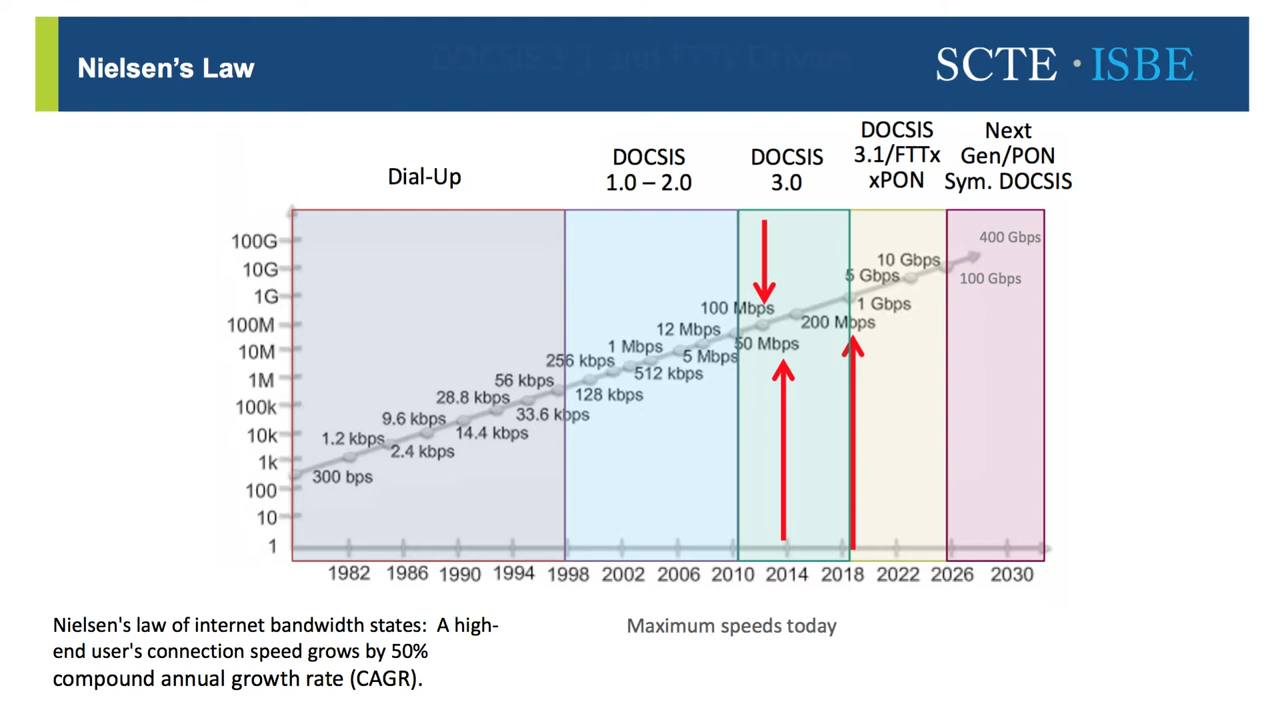 Nielsen's Law
SCTE · ISBE
Dial-Up
DOCSIS
1.0 – 2.0
DOCSIS
3.0
DOCSIS
3.1/FTTx
xPON
Next
Gen/PON
Sym. DOCSIS
100G
10G
1G
100M
10M
1M
100k
10k
1k
100
10
1
300 bps
1.2 kbps
2.4 kbps
9.6 kbps
14.4 kbps
28.8 kbps
33.6 kbps
56 kbps
128 kbps
256 kbps
512 kbps
1 Mbps
5 Mbps
12 Mbps
50 Mbps
100 Mbps
200 Mbps
1 Gbps
5 Gbps
10 Gbps
100 Gbps
400 Gbps
1982 1986 1990 1994 1998 2002 2006 2010 2014 2018 2022 2026 2030
Nielsen's law of internet bandwidth states: A high-
end user's connection speed grows by 50%
compound annual growth rate (CAGR).
Maximum speeds today